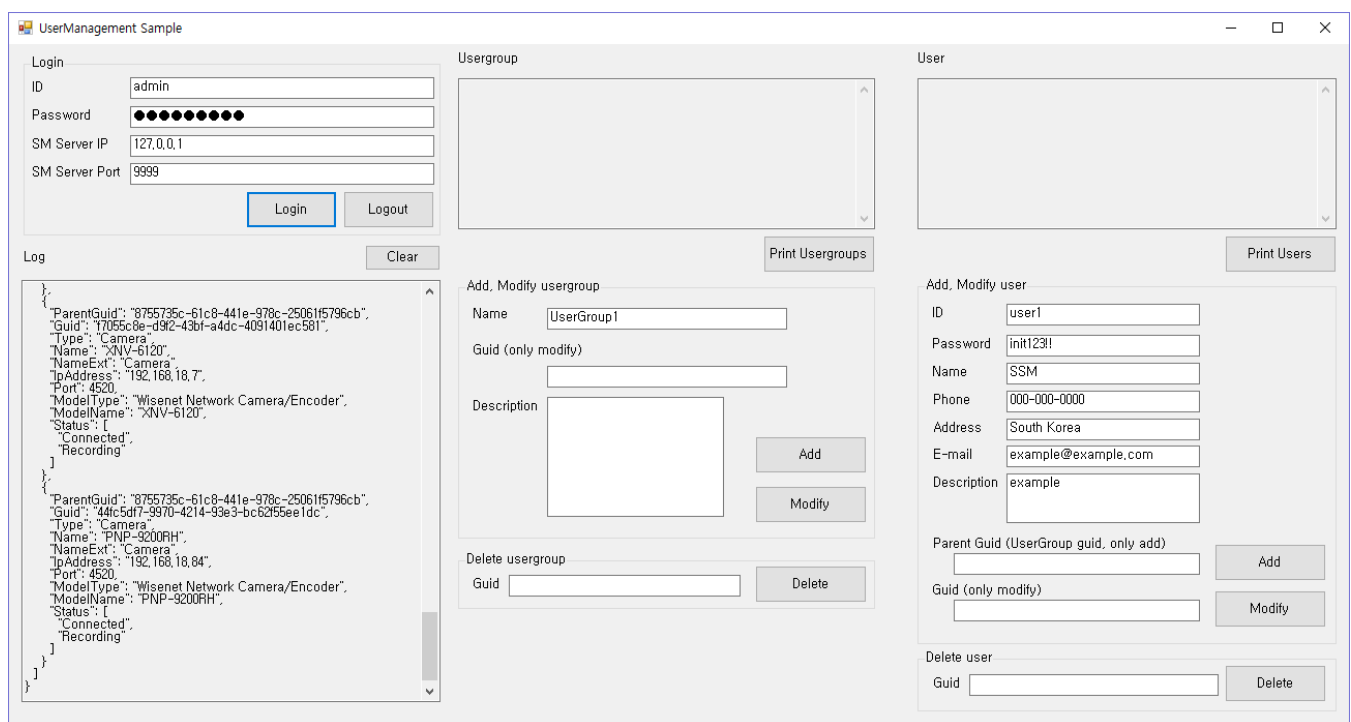 UserManagement Sample
Login
ID admin
Password ●●●●●●●●●
SM Server IP 127.0.0.1
SM Server Port 9999
Login Logout
Log Clear
},
{
"ParentGuid": "8755735c-61c8-441e-978c-25061f5796cb",
"Guid": "f7055c8e-d9f2-43bf-a4dc-4091401ec581",
"Type": "Camera",
"Name": "XNV-6120",
"NameExt": "Camera",
"IpAddress": "192.168.18.7",
"Port": 4520,
"ModelType": "Wisenet Network Camera/Encoder",
"ModelName": "XNV-6120",
"Status": [
"Connected",
"Recording"
]
},
{
"ParentGuid": "8755735c-61c8-441e-978c-25061f5796cb",
"Guid": "44fc5df7-9970-4214-93e3-bc62f55ee1dc",
"Type": "Camera",
"Name": "PNP-9200RH",
"NameExt": "Camera",
"IpAddress": "192.168.18.84",
"Port": 4520,
"ModelType": "Wisenet Network Camera/Encoder",
"ModelName": "PNP-9200RH",
"Status": [
"Connected",
"Recording"
]
}
]
}
Usergroup
Print Usergroups
Add, Modify usergroup
Name UserGroup1
Guid (only modify)
Description
Add
Modify
Delete usergroup
Guid Delete
User
Print Users
Add, Modify user
ID user1
Password init123!!
Name SSM
Phone 000-000-0000
Address South Korea
E-mail example@example.com
Description example
Parent Guid (UserGroup guid, only add)
Add
Guid (only modify)
Modify
Delete user
Guid Delete